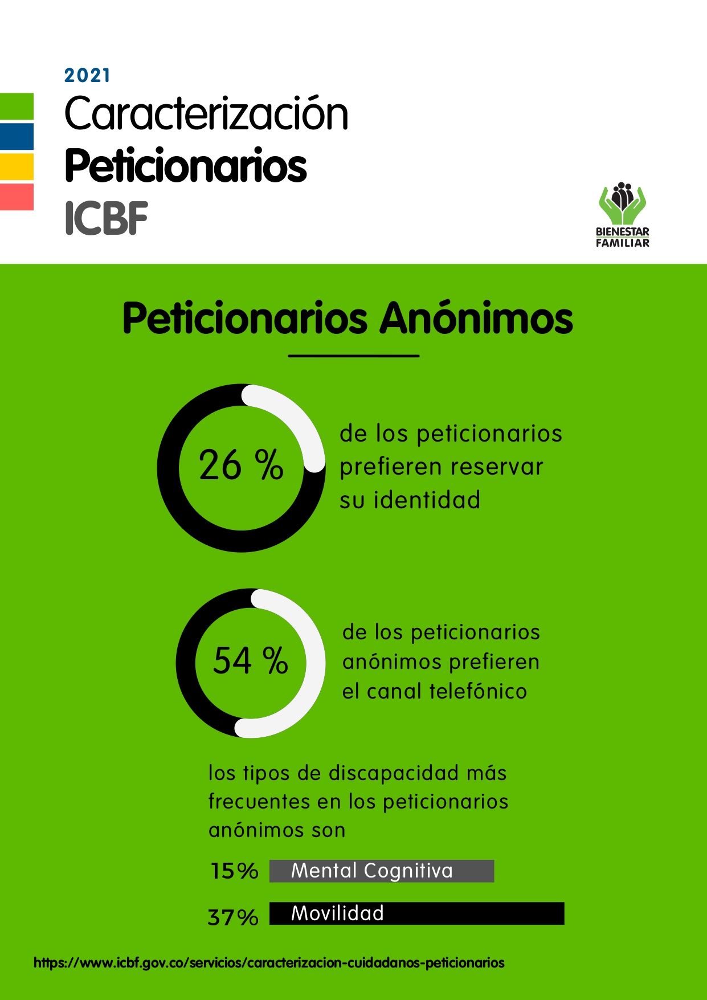 2021
Caracterización
Peticionarios
ICBF
BIENESTAR
FAMILIAR
Peticionarios Anónimos
26 %
de los peticionarios
prefieren reservar
su identidad
54 %
de los peticionarios
anónimos prefieren
el canal telefónico
los tipos de discapacidad más
frecuentes en los peticionarios
anónimos son
15% Mental Cognitiva
37% Movilidad
https://www.icbf.gov.co/servicios/caracterizacion-cuidadanos-peticionarios